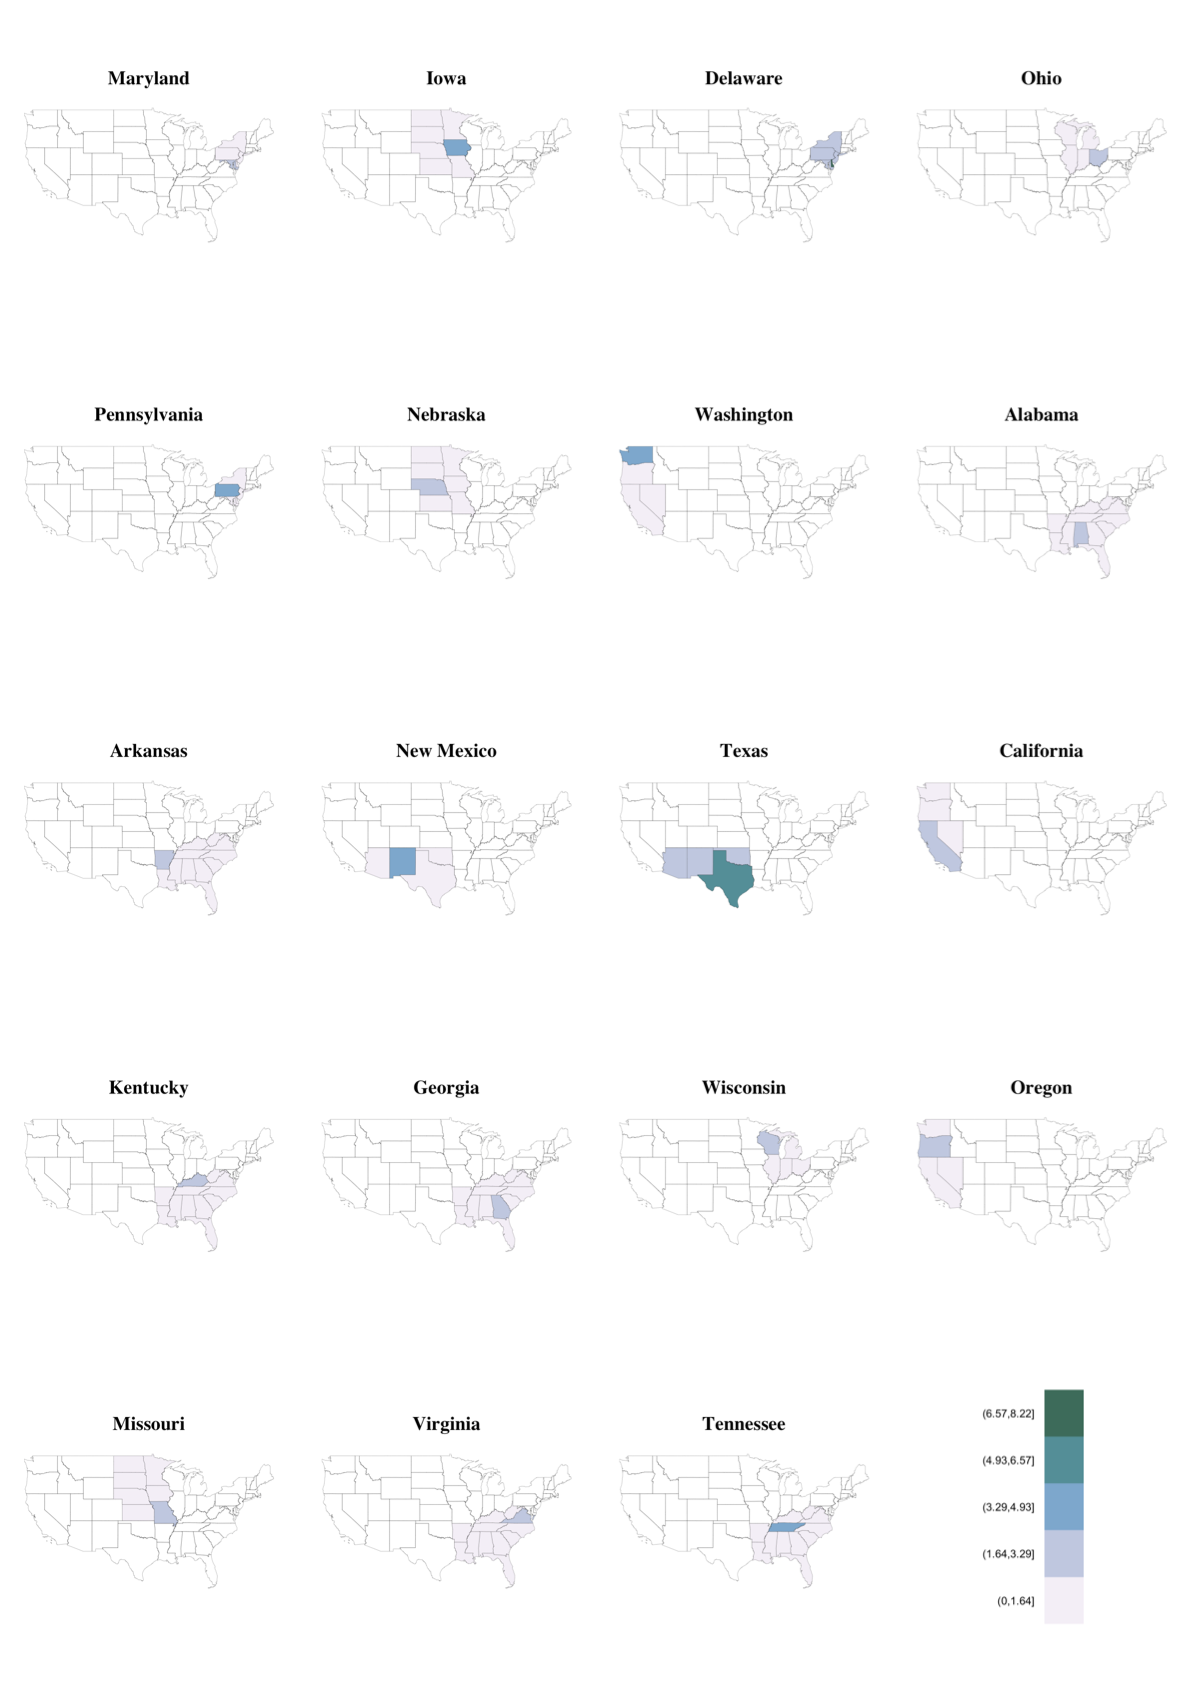 Maryland
Iowa
Delaware
Ohio
Pennsylvania
Nebraska
Washington
Alabama
Arkansas
New Mexico
Texas
California
Kentucky
Georgia
Wisconsin
Oregon
Missouri
Virginia
Tennessee
(6.57,8.22]
(4.93,6.57]
(3.29,4.93]
(1.64,3.29]
(0,1.64]